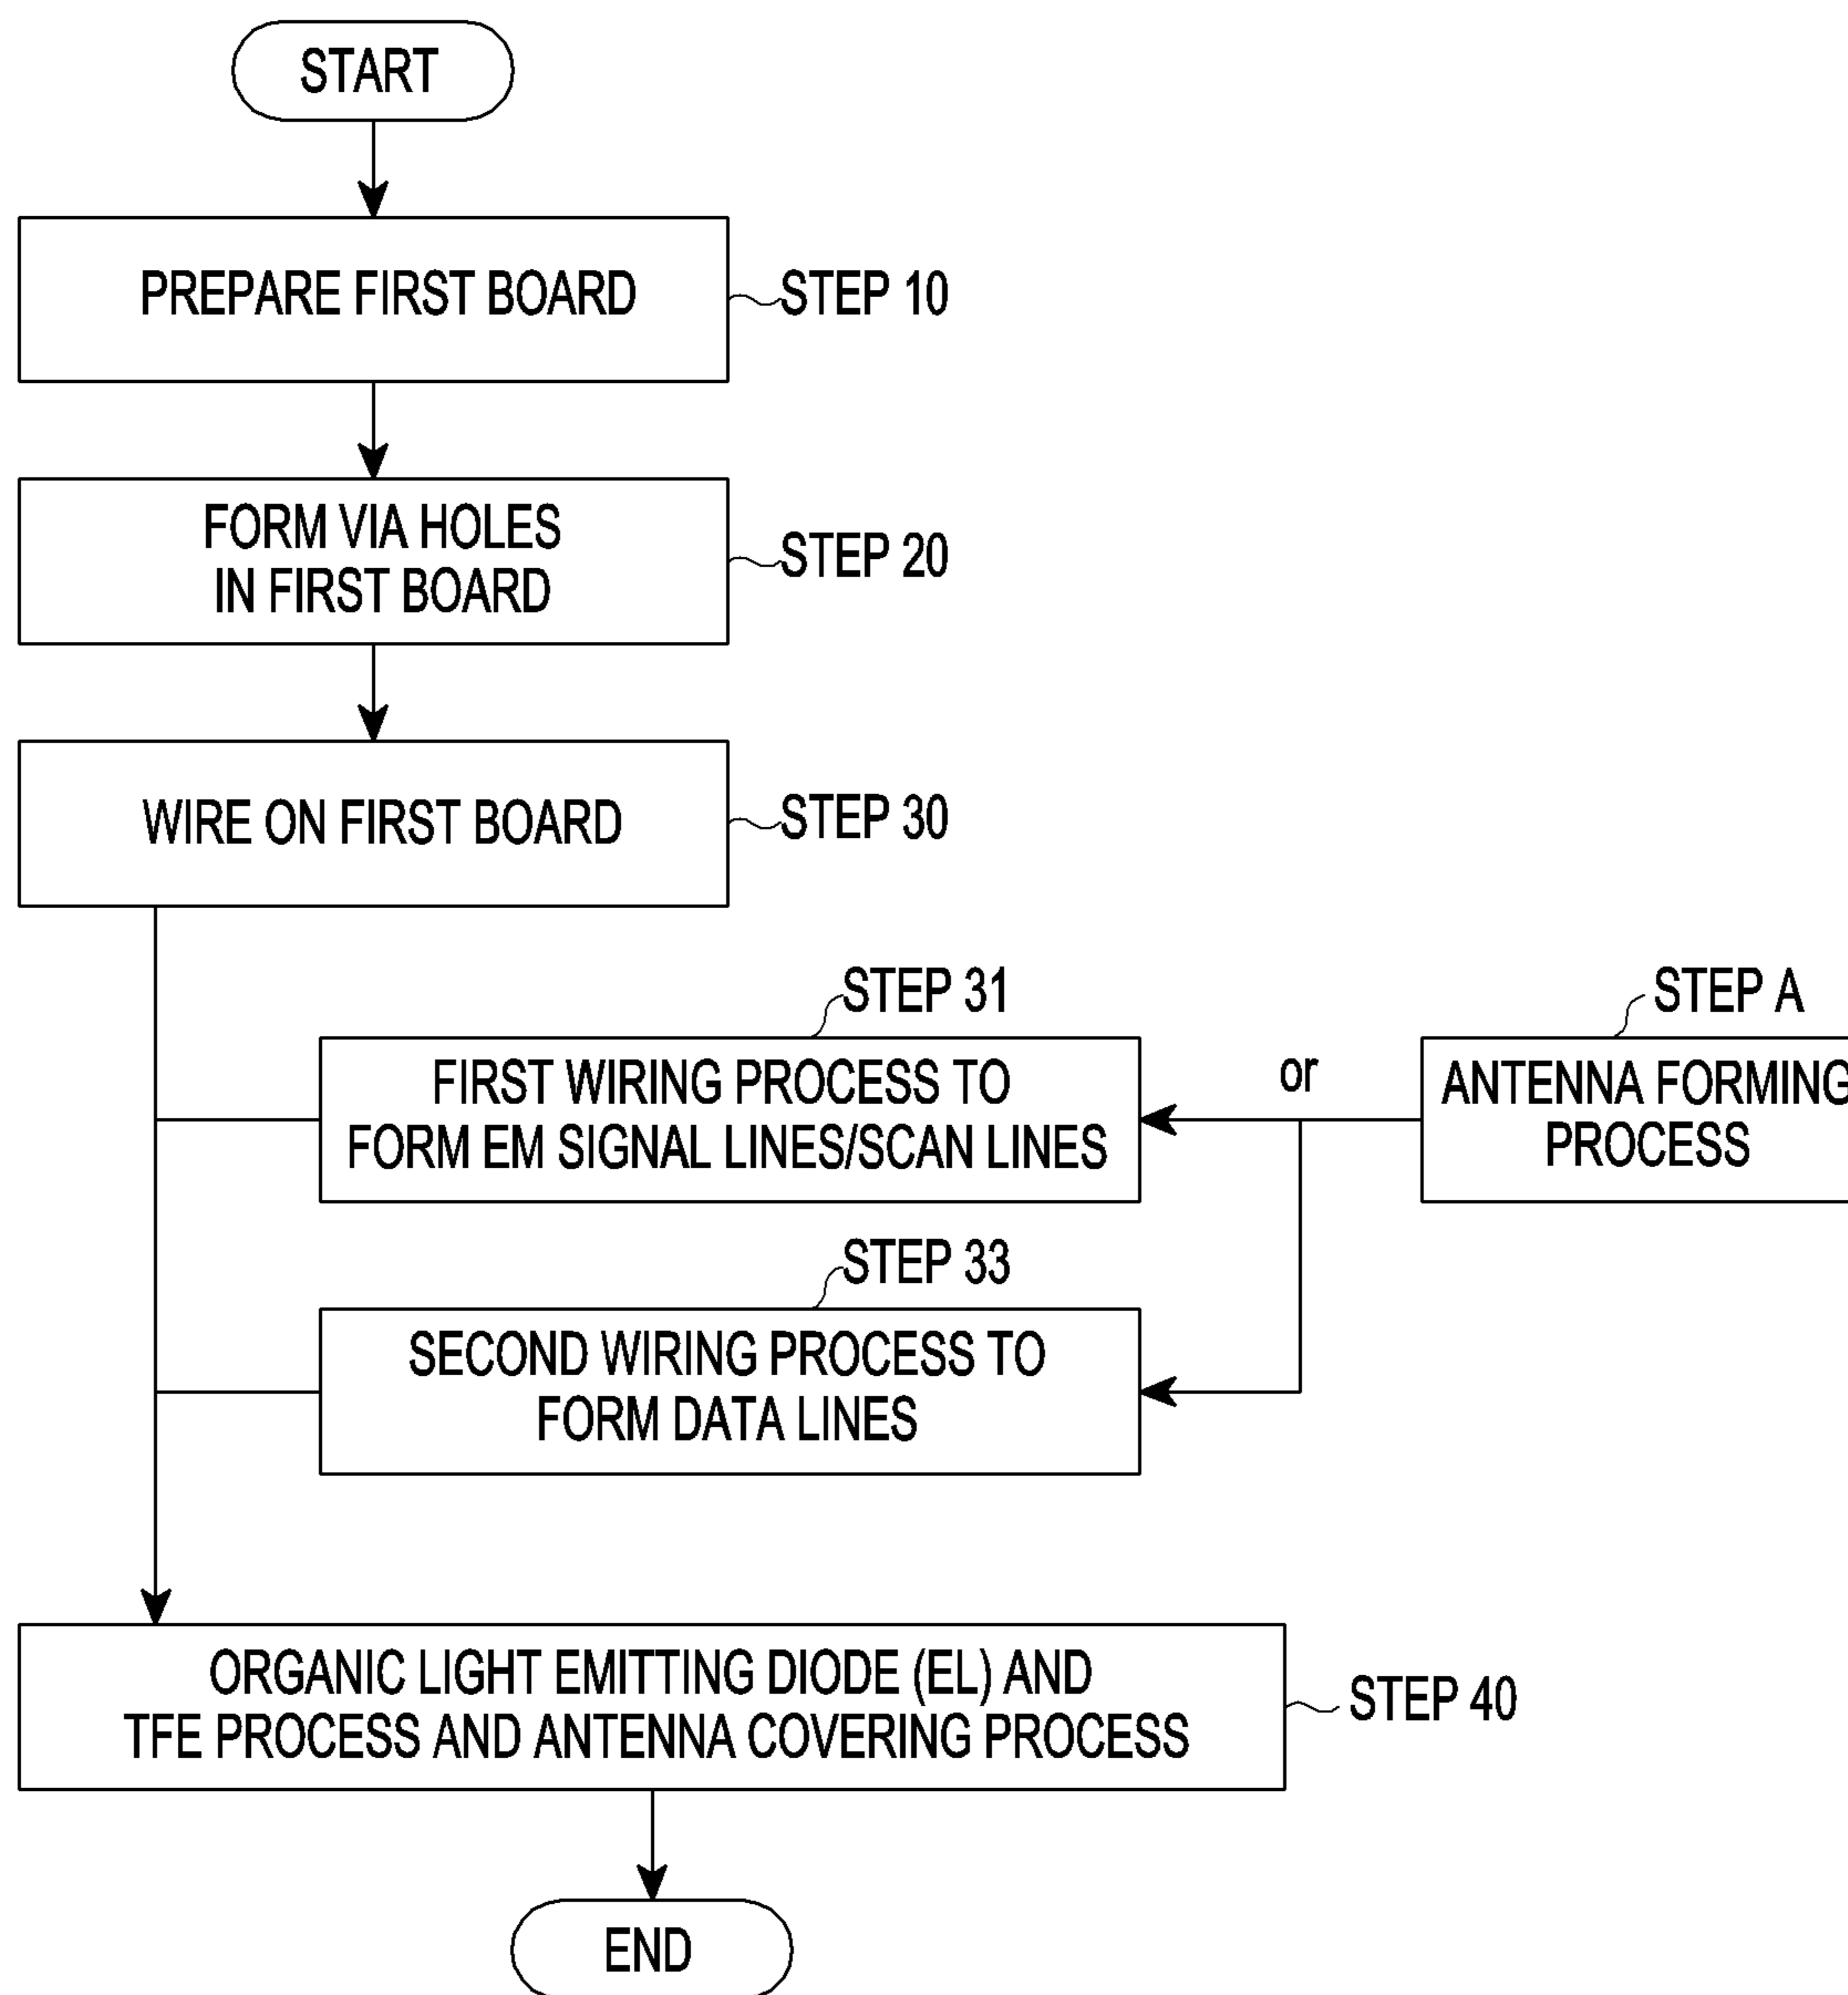 START
PREPARE FIRST BOARD
STEP 10
FORM VIA HOLES
IN FIRST BOARD
STEP 20
WIRE ON FIRST BOARD
STEP 30
STEP 31
FIRST WIRING PROCESS TO
FORM EM SIGNAL LINES/SCAN LINES
or
STEP A
ANTENNA FORMING
PROCESS
STEP 33
SECOND WIRING PROCESS TO
FORM DATA LINES
ORGANIC LIGHT EMITTING DIODE (EL) AND
TFE PROCESS AND ANTENNA COVERING PROCESS
STEP 40
END